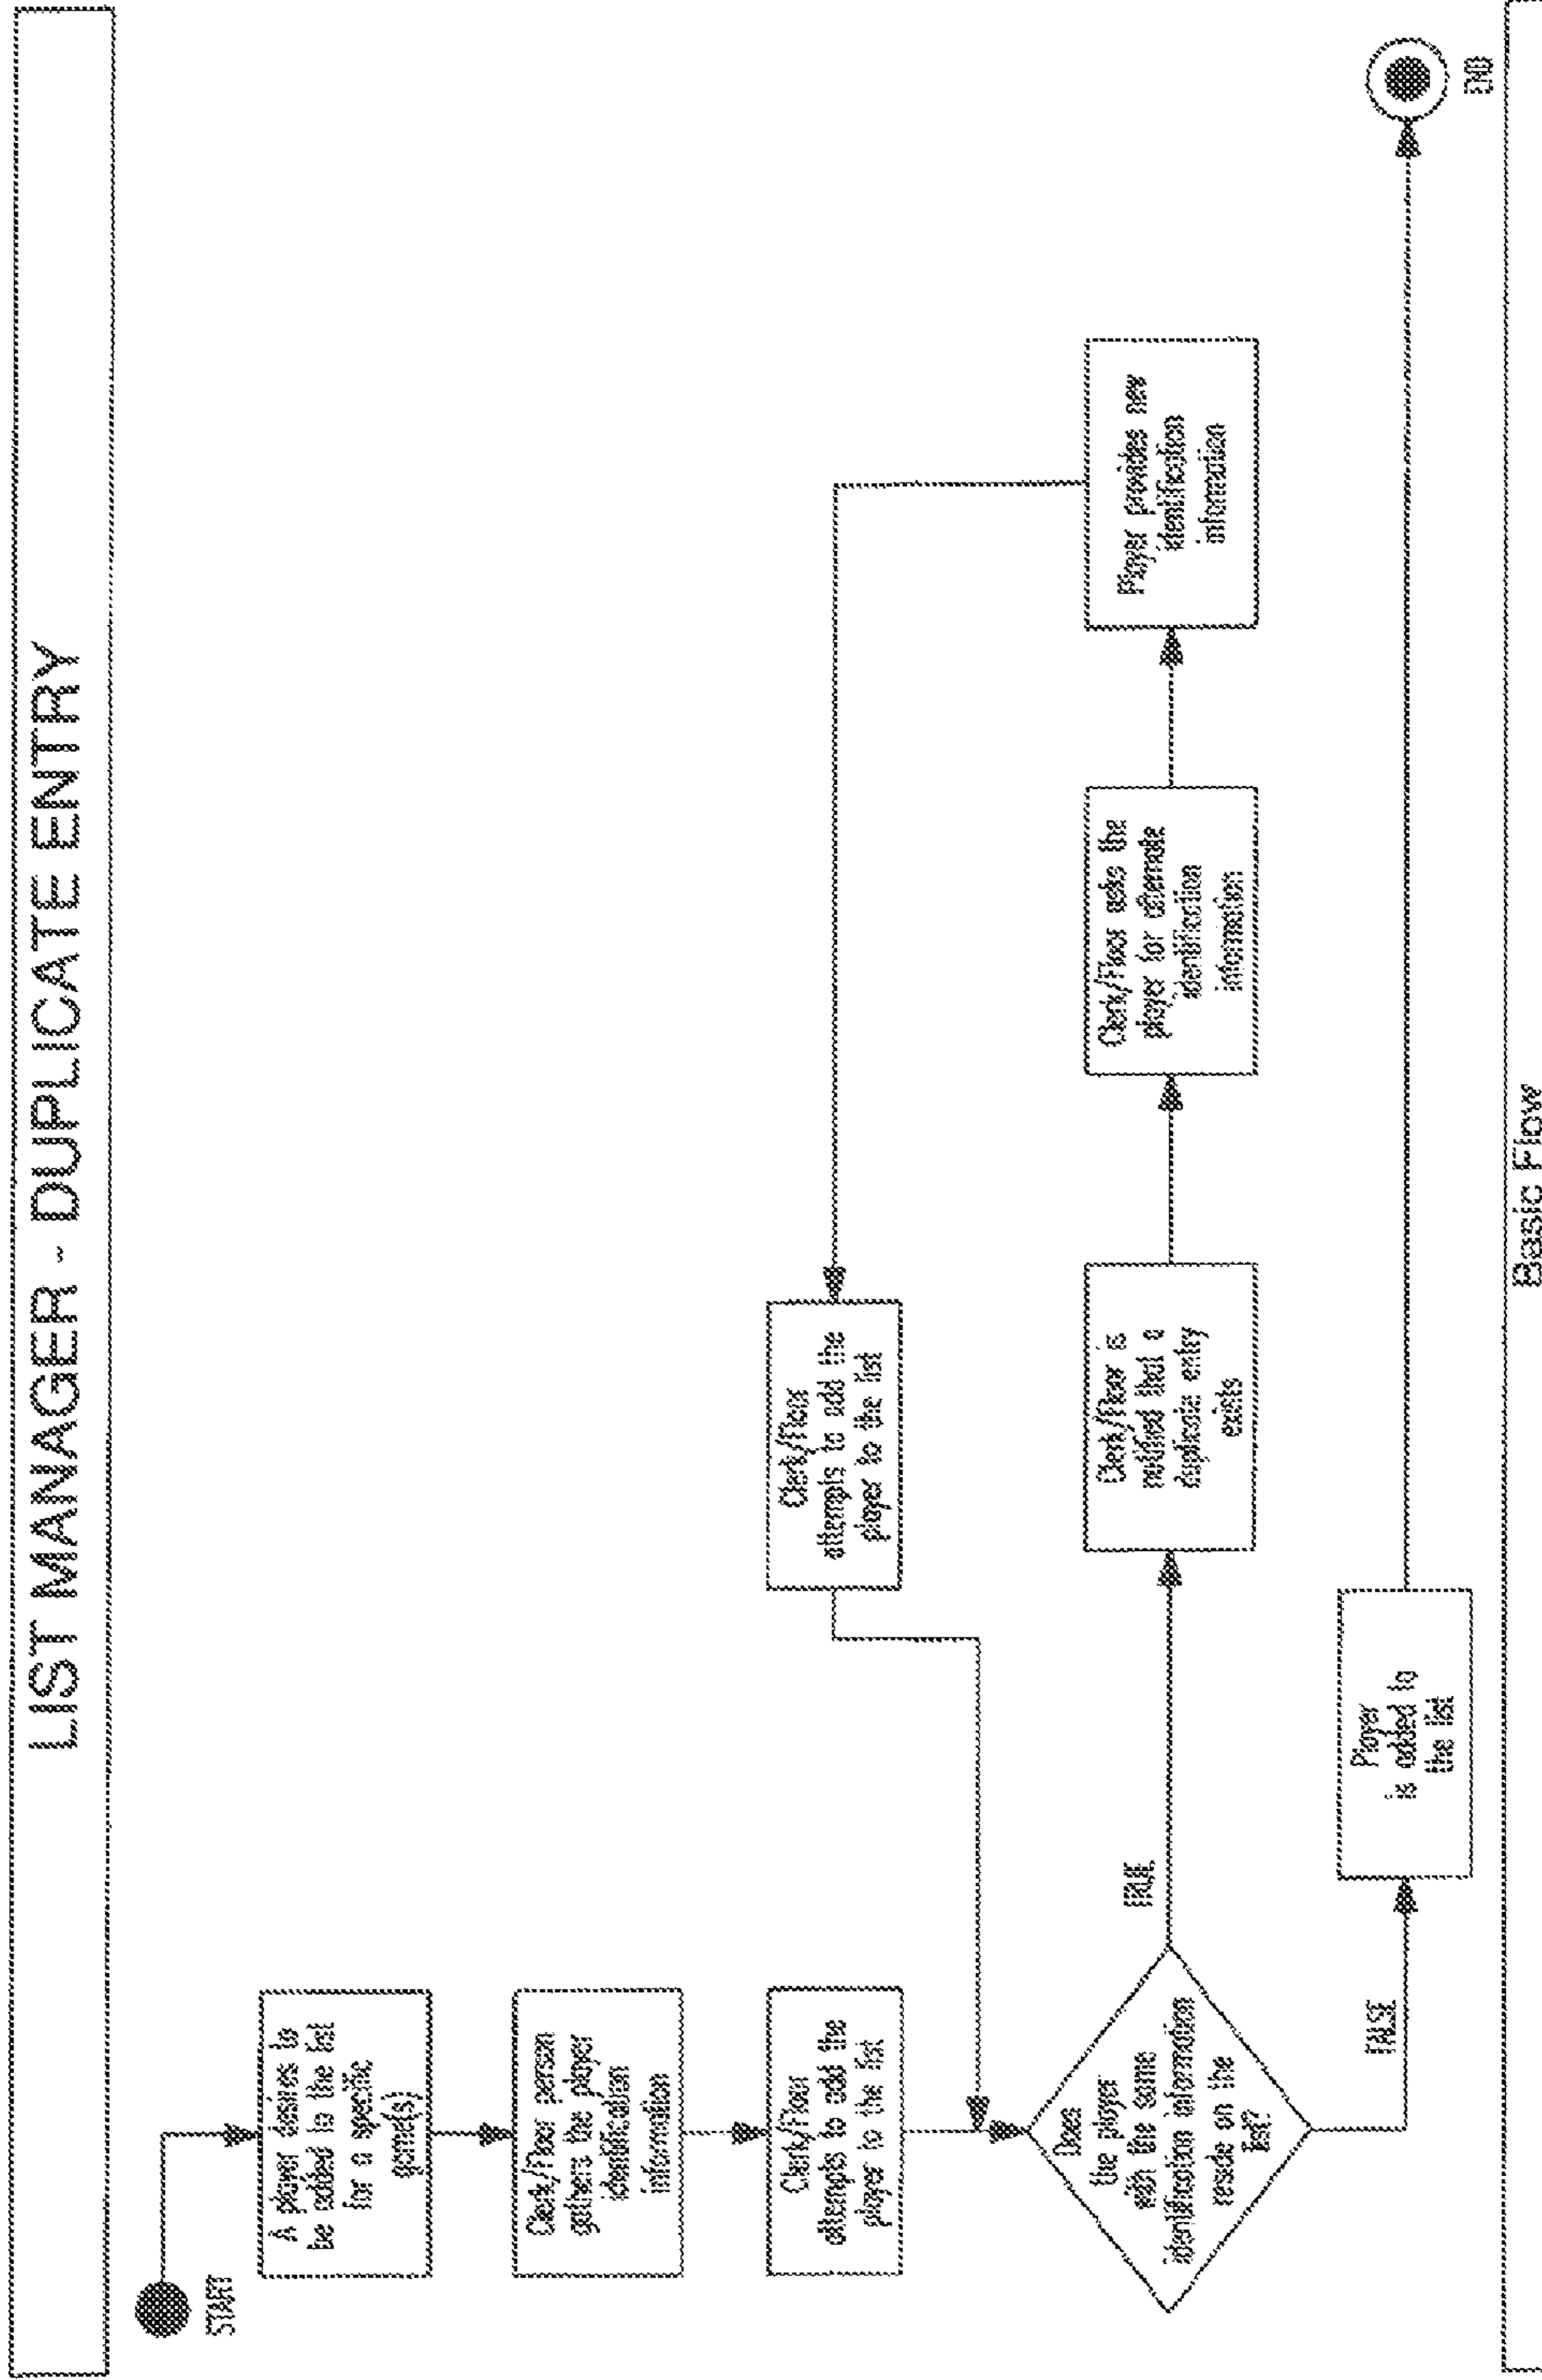 LIST MANAGER - DUPLICATE ENTRY
START
A player desires to
be added to the list
for a specific
game(s)
Clerk/Floor person
gathers the player
identification
information
Clerk/Floor
attempts to add the
player to the list
Does
the player
with the same
identification information
reside on the
list?
TRUE
FALSE
Clerk/Floor
attempts to add the
player to the list
Clerk/Floor is
notified that a
duplicate entry
exists
Clerk/Floor asks the
player for alternate
identification
information
Player provides new
identification
information
Player
is added to
the list
END
Basic Flow